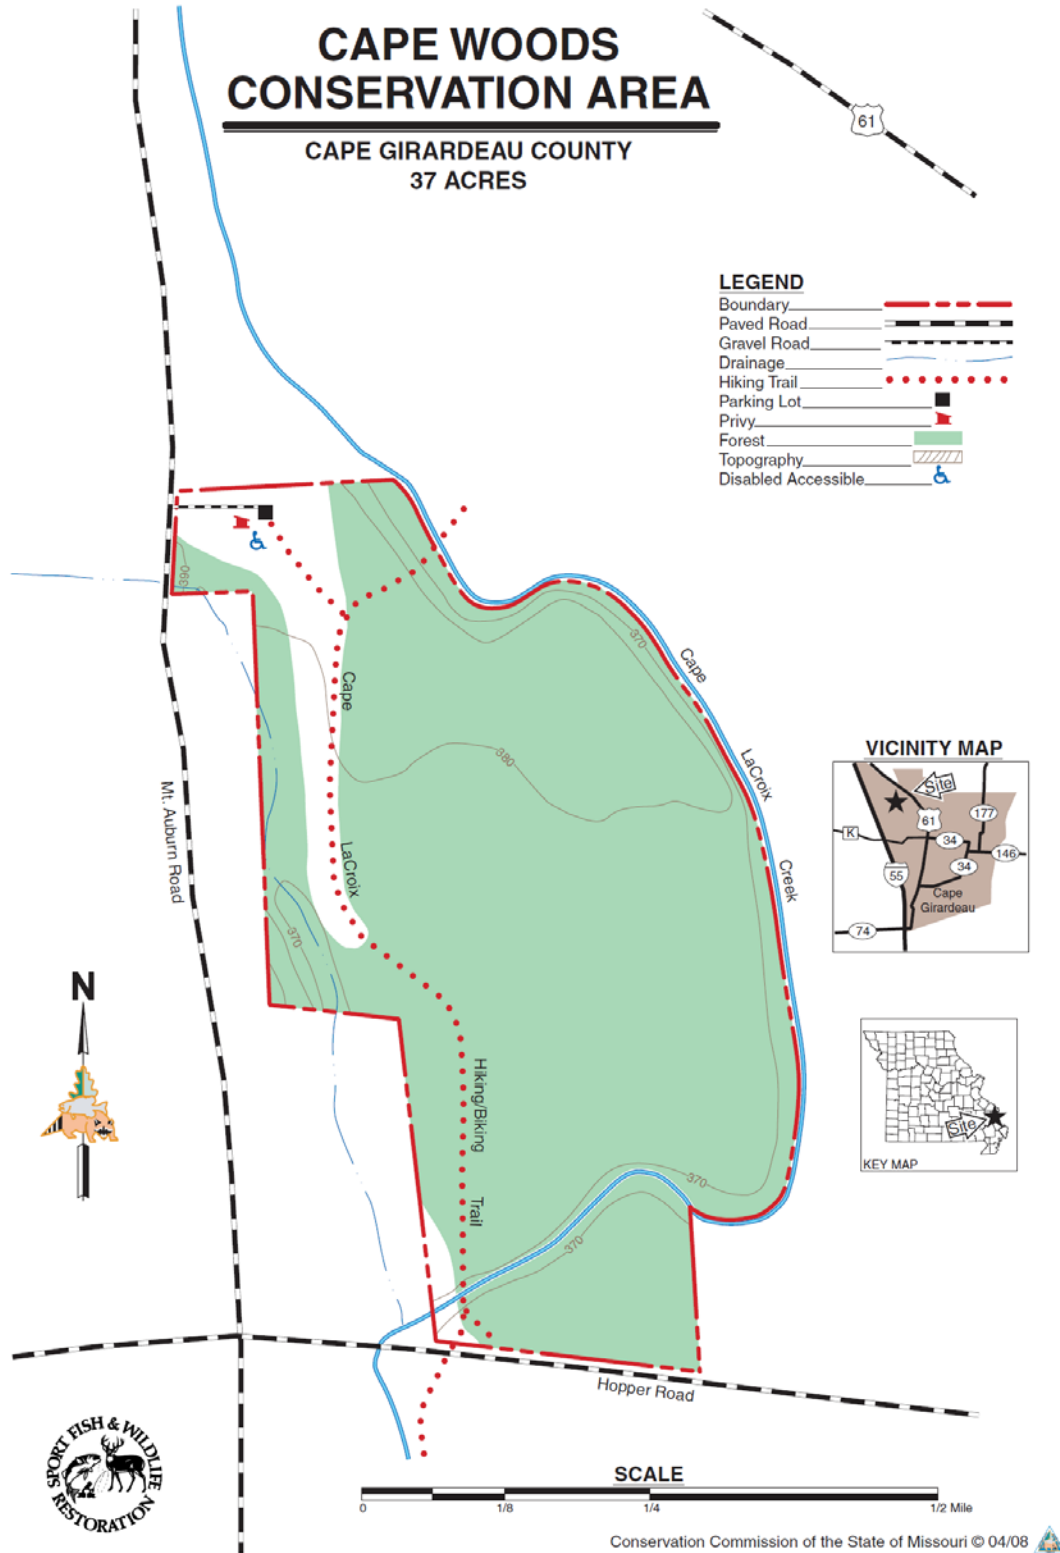 CAPE WOODS
CONSERVATION AREA
CAPE GIRARDEAU COUNTY
37 ACRES
61
LEGEND
Boundary
Paved Road
Gravel Road
Drainage
Hiking Trail
Parking Lot
Privy
Forest
Topography
Disabled Accessible
390
370
Cape
Cape
380
LaCroix
Mt. Auburn Road
LaCroix
Creek
370
VICINITY MAP
Site
61
177
K
34
146
34
55
Cape
Girardeau
74
N
Hiking/Biking
Trail
Site
KEY MAP
370
370
Hopper Road
SPORT FISH & WILDLIFE
RESTORATION
SCALE
0 1/8 1/4 1/2 Mile
Conservation Commission of the State of Missouri © 04/08